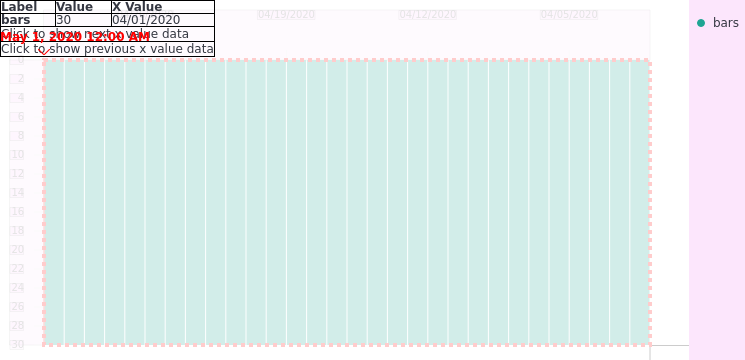 Label Value X Value
bars 30 04/01/2020
Click to show next x value data
May 1, 2020 12:00 AM
Click to show previous x value data
04/19/2020 04/12/2020 04/05/2020
bars
0
2
4
6
8
10
12
14
16
18
20
22
24
26
28
30